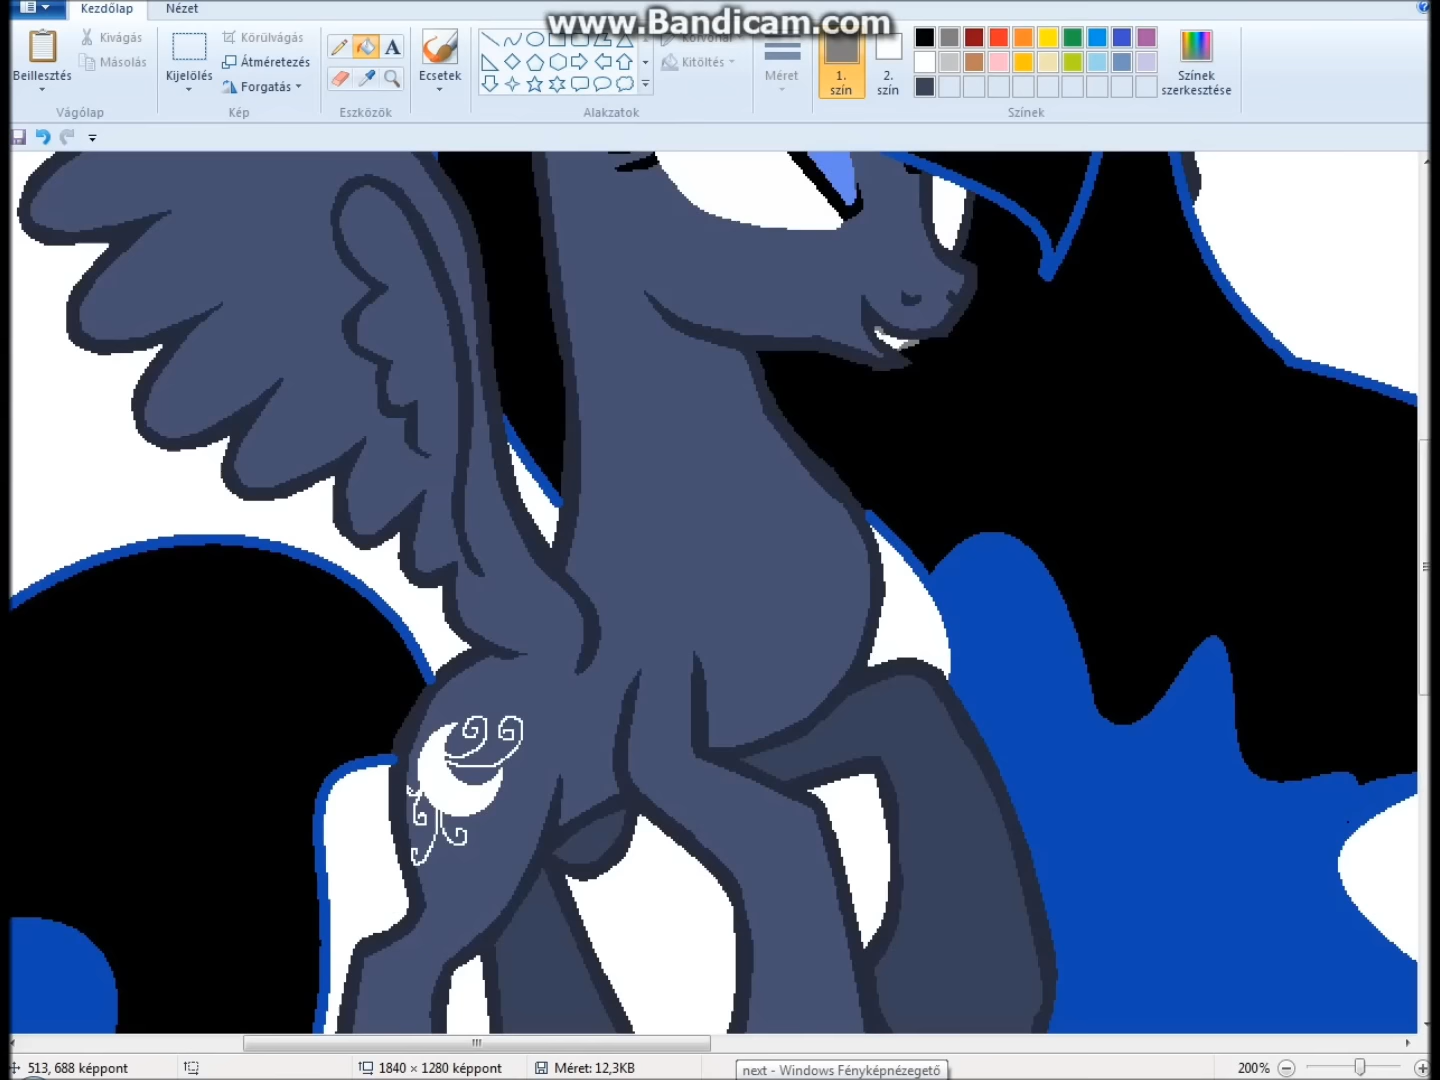 Kezdőlap Nézet
www.Bandicam.com
Beillesztés
Kivágás
Másolás
Vágólap
Kijelölés
Körülvágás
Átméretezés
Forgatás
Kép
A
Eszközök
Ecsetek
Kitöltés
Alakzatok
Méret
1. szín
2. szín
Színek szerkesztése
Színek
513, 688 képpont
1840 × 1280 képpont
Méret: 12,3KB
next - Windows Fényképnézegető
200%